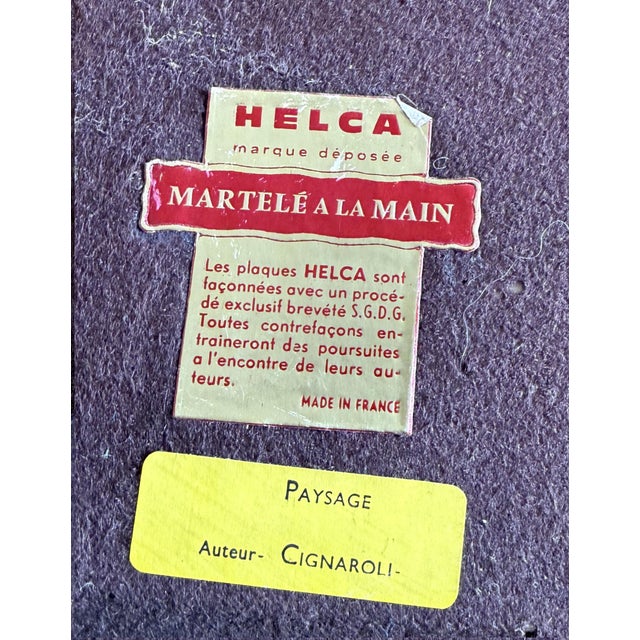 HELCA
marque déposée
MARTELÉ A LA MAIN
Les plaques HELCA sont
façonnées avec un procé-
dé exclusif brevété S.G.D.G.
Toutes contrefaçons en-
traineront des poursuites
a l'encontre de leurs au-
teurs.
MADE IN FRANCE
PAYSAGE
Auteur- CIGNAROLI-